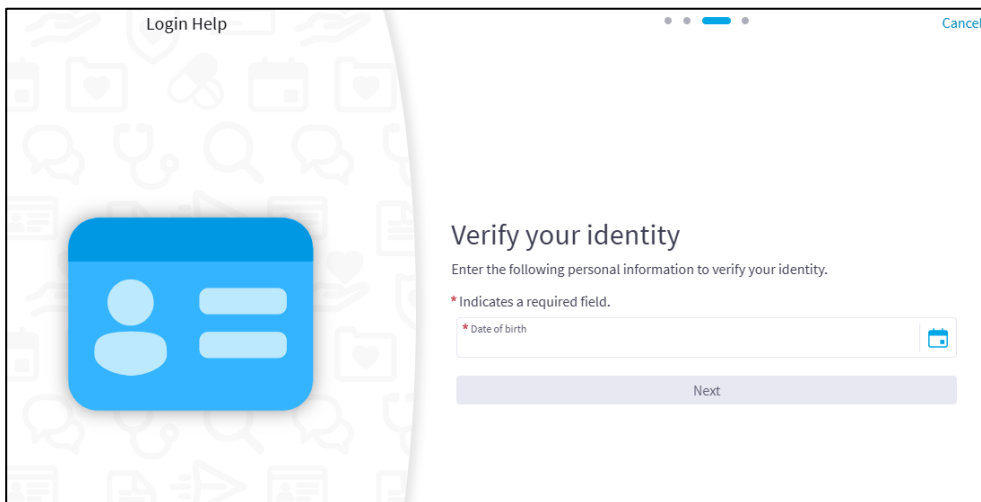 Login Help
Cancel
Verify your identity
Enter the following personal information to verify your identity.
* Indicates a required field.
* Date of birth
Next